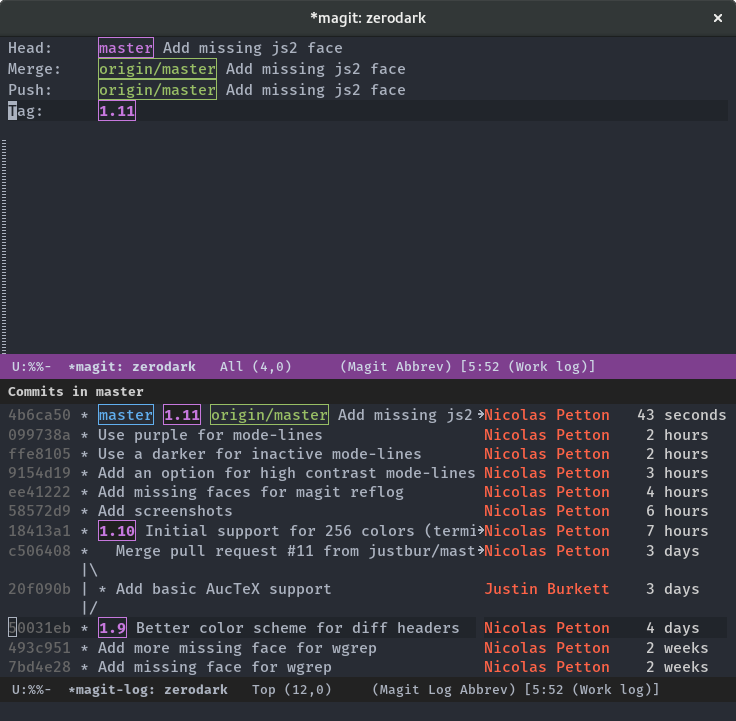 *magit: zerodark ×
Head: master Add missing js2 face
Merge: origin/master Add missing js2 face
Push: origin/master Add missing js2 face
Tag: 1.11
U:%%- *magit: zerodark All (4,0) (Magit Abbrev) [5:52 (Work log)]
Commits in master
4b6ca50 * master 1.11 origin/master Add missing js2 →Nicolas Petton 43 seconds
099738a * Use purple for mode-lines Nicolas Petton 2 hours
ffe8105 * Use a darker for inactive mode-lines Nicolas Petton 2 hours
9154d19 * Add an option for high contrast mode-lines Nicolas Petton 3 hours
ee41222 * Add missing faces for magit reflog Nicolas Petton 4 hours
58572d9 * Add screenshots Nicolas Petton 6 hours
18413a1 * 1.10 Initial support for 256 colors (termi→Nicolas Petton 7 hours
c506408 * Merge pull request #11 from justbur/mast→Nicolas Petton 3 days
|\
20f090b | * Add basic AucTeX support Justin Burkett 3 days
|/
50031eb * 1.9 Better color scheme for diff headers Nicolas Petton 4 days
493c951 * Add more missing face for wgrep Nicolas Petton 2 weeks
7bd4e28 * Add missing face for wgrep Nicolas Petton 2 weeks
U:%%- *magit-log: zerodark Top (12,0) (Magit Log Abbrev) [5:52 (Work log)]